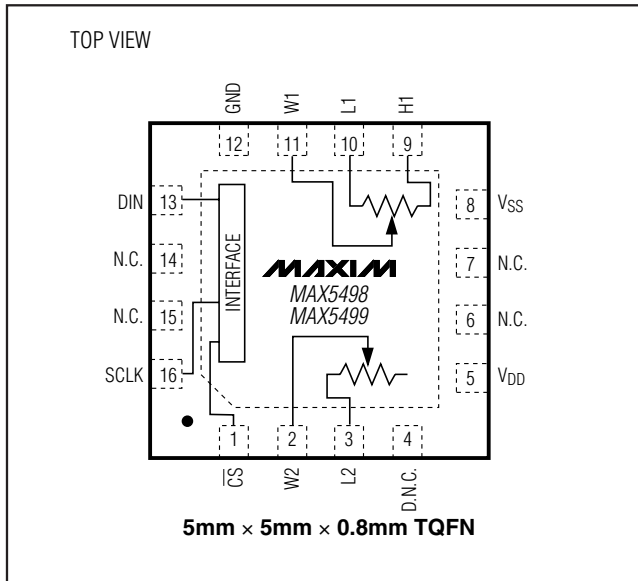 TOP VIEW
GND
W1
L1
H1
12
11
10
9
DIN
13
8
VSS
N.C.
14
7
N.C.
INTERFACE
MAXIM
MAX5498
MAX5499
N.C.
15
6
N.C.
SCLK
16
5
VDD
1
2
3
4
C̅S̅
W2
L2
D.N.C.
5mm × 5mm × 0.8mm TQFN